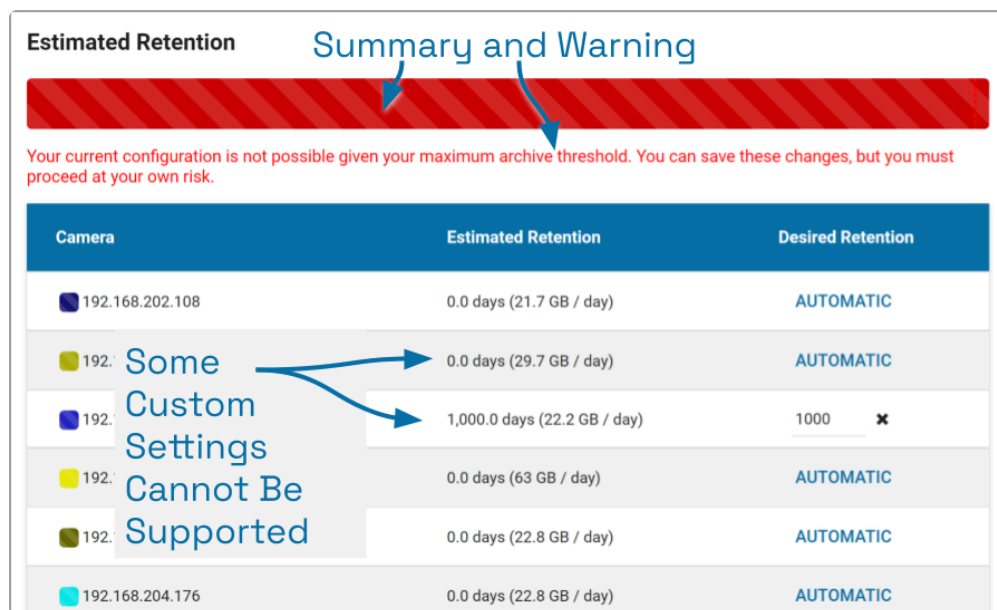 Estimated Retention
Summary and Warning
Your current configuration is not possible given your maximum archive threshold. You can save these changes, but you must
proceed at your own risk.
Camera Estimated Retention Desired Retention
192.168.202.108 0.0 days (21.7 GB / day) AUTOMATIC
192. 0.0 days (29.7 GB / day) AUTOMATIC
192. 1,000.0 days (22.2 GB / day) 1000 ✖
192. 0.0 days (63 GB / day) AUTOMATIC
192. 0.0 days (22.8 GB / day) AUTOMATIC
192.168.204.176 0.0 days (22.8 GB / day) AUTOMATIC
Some
Custom
Settings
Cannot Be
Supported